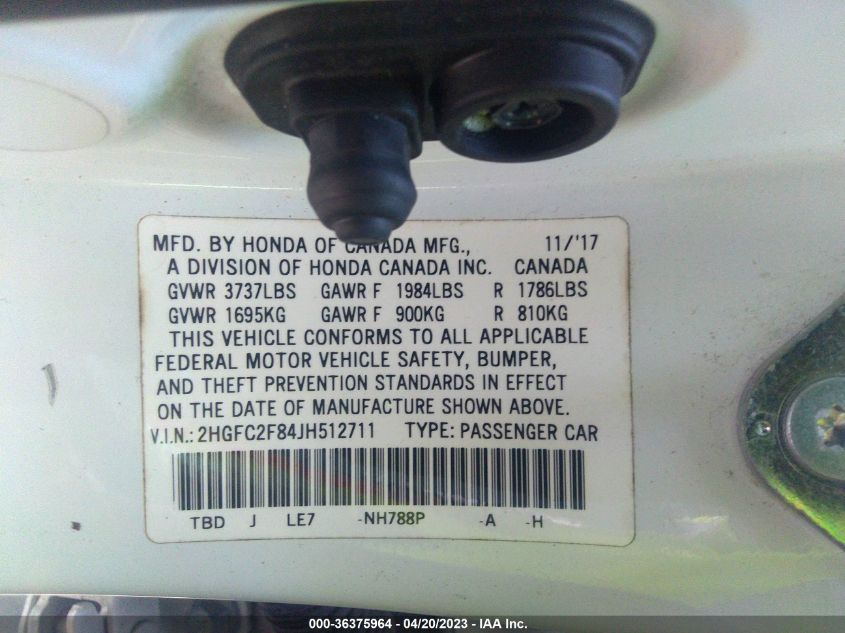 MFD. BY HONDA OF CANADA MFG., 11/'17
A DIVISION OF HONDA CANADA INC. CANADA
GVWR 3737LBS GAWR F 1984LBS R 1786LBS
GVWR 1695KG GAWR F 900KG R 810KG
THIS VEHICLE CONFORMS TO ALL APPLICABLE
FEDERAL MOTOR VEHICLE SAFETY, BUMPER,
AND THEFT PREVENTION STANDARDS IN EFFECT
ON THE DATE OF MANUFACTURE SHOWN ABOVE.
V.I.N.: 2HGFC2F84JH512711 TYPE: PASSENGER CAR
TBD J LE7 -NH788P -A -H
000-36375964 - 04/20/2023 - IAA Inc.